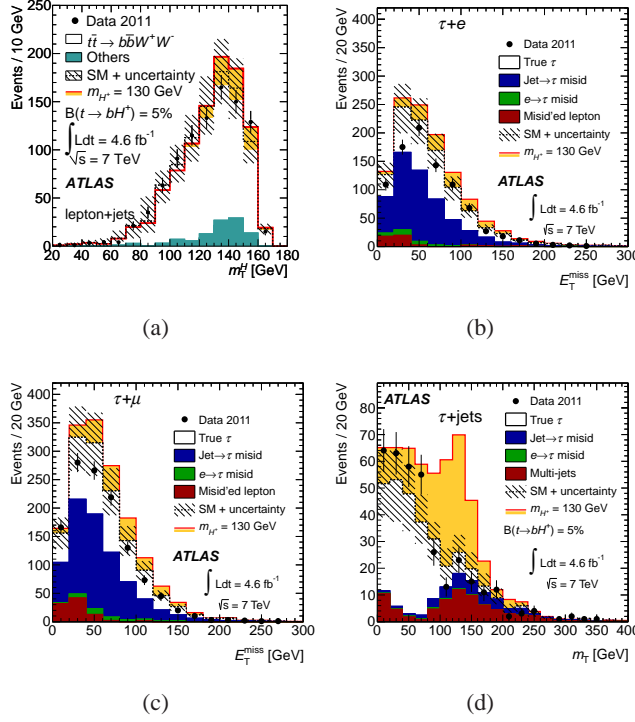 Events / 10 GeV
250
200
150
100
50
0
20 40 60 80 100 120 140 160 180
m_T^H [GeV]
Data 2011
tt̄ → bb̄W⁺W⁻
Others
SM + uncertainty
m_H⁺ = 130 GeV
B(t → bH⁺) = 5%
∫ Ldt = 4.6 fb⁻¹
√s = 7 TeV
ATLAS
lepton+jets
(a)
Events / 20 GeV
400
350
300
250
200
150
100
50
0
0 100 200 300
E_T^miss [GeV]
τ+e
Data 2011
True τ
Jet→τ misid
e→τ misid
Misid'ed lepton
SM + uncertainty
m_H⁺ = 130 GeV
ATLAS
∫ Ldt = 4.6 fb⁻¹
√s = 7 TeV
(b)
Events / 20 GeV
400
350
300
250
200
150
100
50
0
0 50 100 150 200 250 300
E_T^miss [GeV]
τ+μ
Data 2011
True τ
Jet→τ misid
e→τ misid
Misid'ed lepton
SM + uncertainty
m_H⁺ = 130 GeV
ATLAS
∫ Ldt = 4.6 fb⁻¹
√s = 7 TeV
(c)
Events / 20 GeV
80
70
60
50
40
30
20
10
0
0 50 100 150 200 250 300 350 400
m_T [GeV]
ATLAS
τ+jets
Data 2011
True τ
Jet→τ misid
e→τ misid
Multi-jets
SM + uncertainty
m_H⁺ = 130 GeV
B(t→bH⁺) = 5%
∫ Ldt = 4.6 fb⁻¹
√s = 7 TeV
(d)